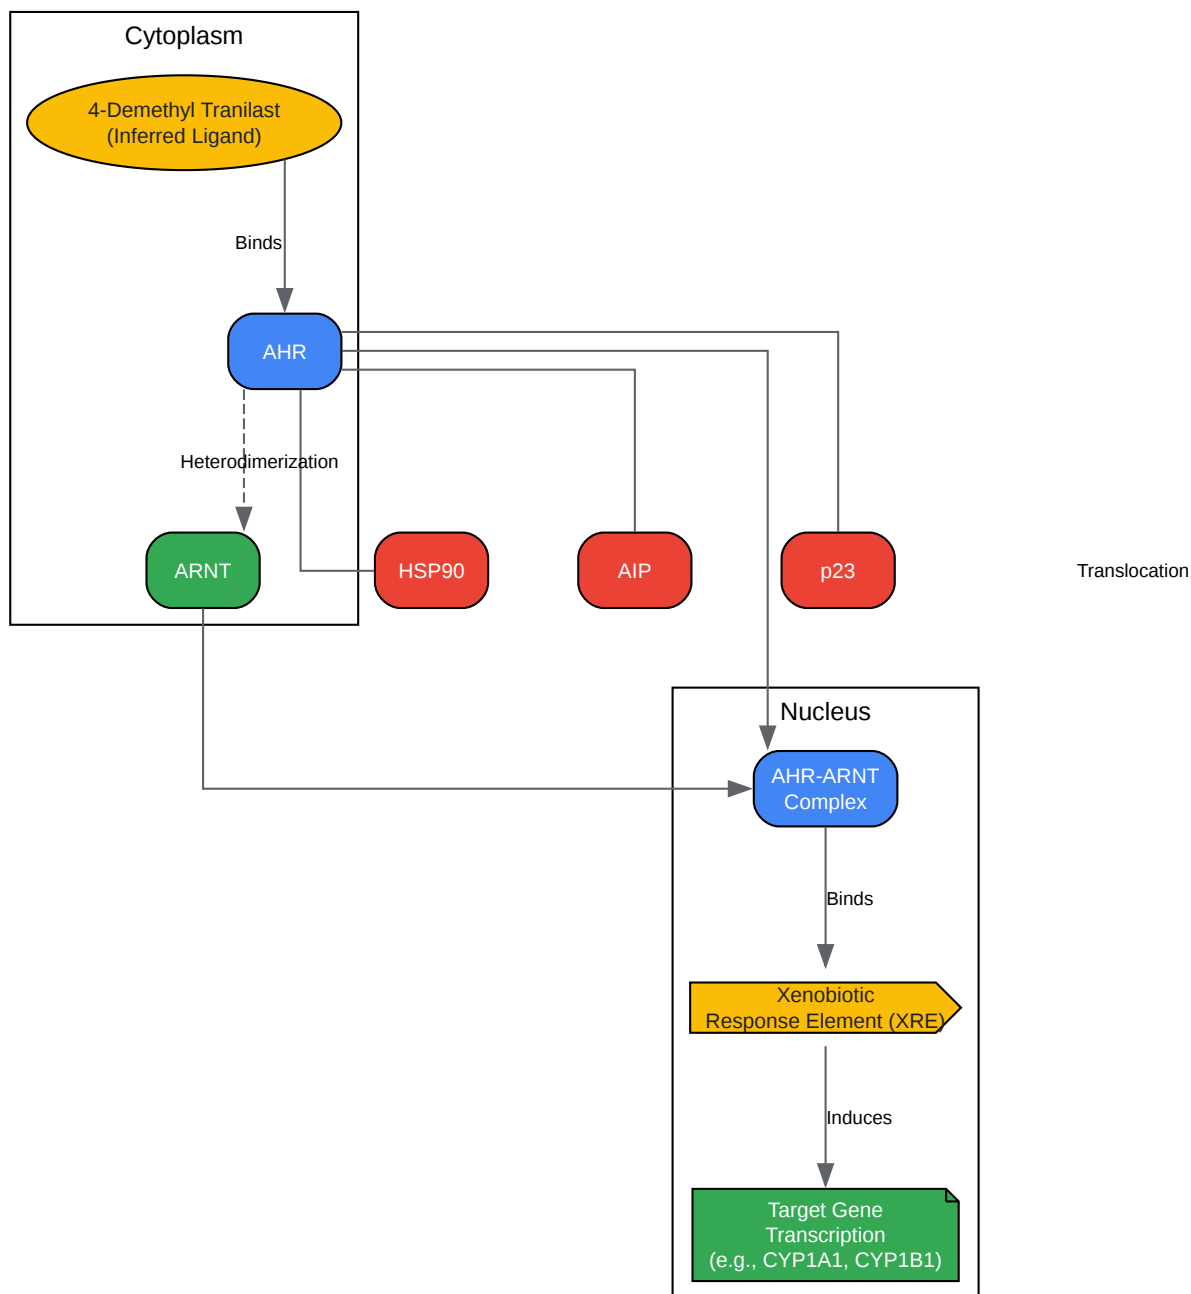 Cytoplasm
4-Demethyl Tranilast
(Inferred Ligand)
Binds
AHR
Heterodimerization
ARNT
HSP90
AIP
p23
Translocation
Nucleus
AHR-ARNT
Complex
Binds
Xenobiotic
Response Element (XRE)
Induces
Target Gene
Transcription
(e.g., CYP1A1, CYP1B1)